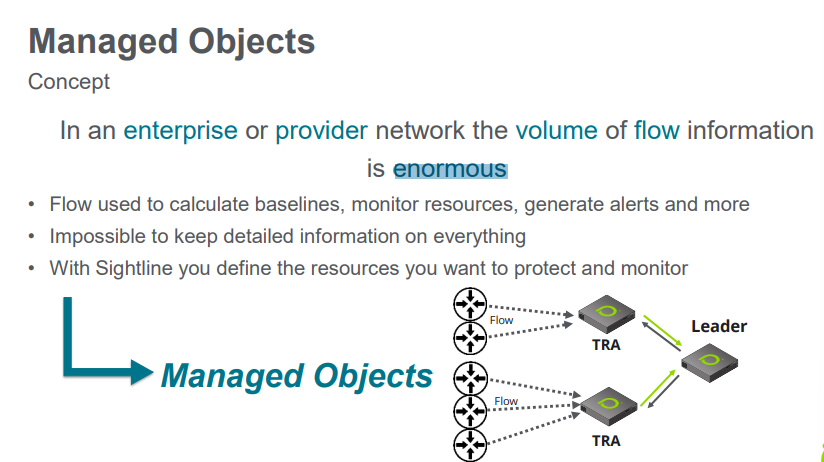 Managed Objects
Concept
In an enterprise or provider network the volume of flow information
is enormous
• Flow used to calculate baselines, monitor resources, generate alerts and more
• Impossible to keep detailed information on everything
• With Sightline you define the resources you want to protect and monitor
Managed Objects
Flow
TRA
Leader
Flow
TRA